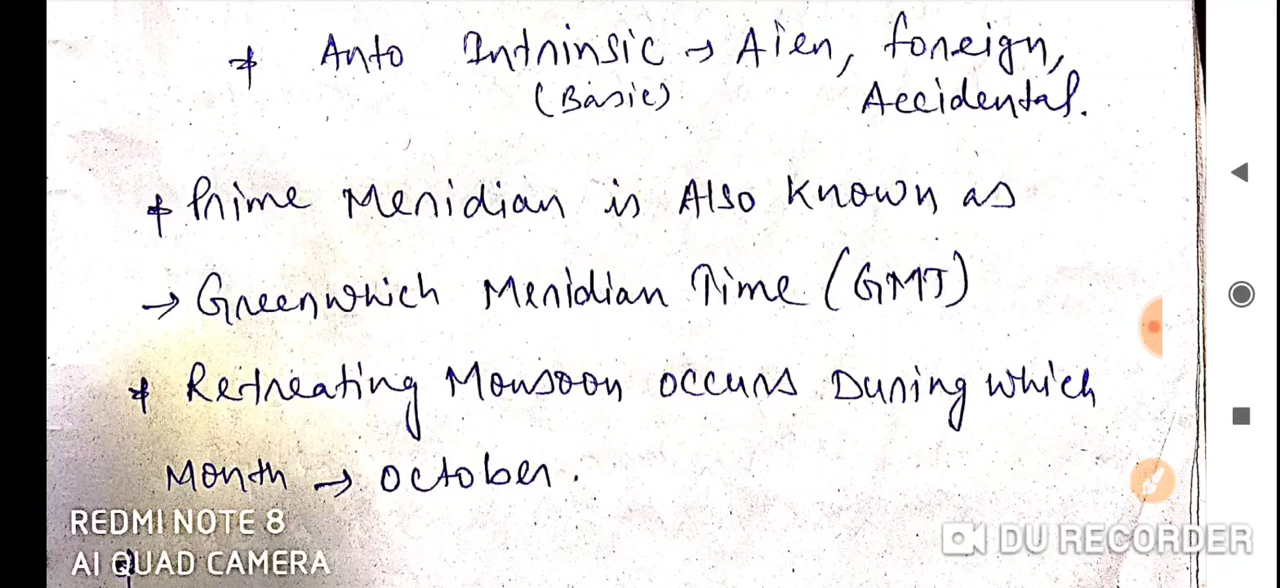 * Anto Intrinsic → Aien, foreign,
(Basic) Accidental.
* Prime Meridian is Also Known as
→ Greenwhich Meridian Time (GMT)
* Retreating Monsoon occurs During which
Month → october.
REDMI NOTE 8
AI QUAD CAMERA
DU RECORDER